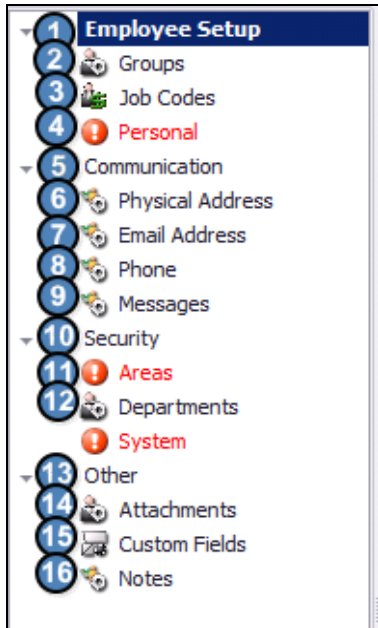 1 Employee Setup
2 Groups
3 Job Codes
4 Personal
5 Communication
6 Physical Address
7 Email Address
8 Phone
9 Messages
10 Security
11 Areas
12 Departments
System
13 Other
14 Attachments
15 Custom Fields
16 Notes